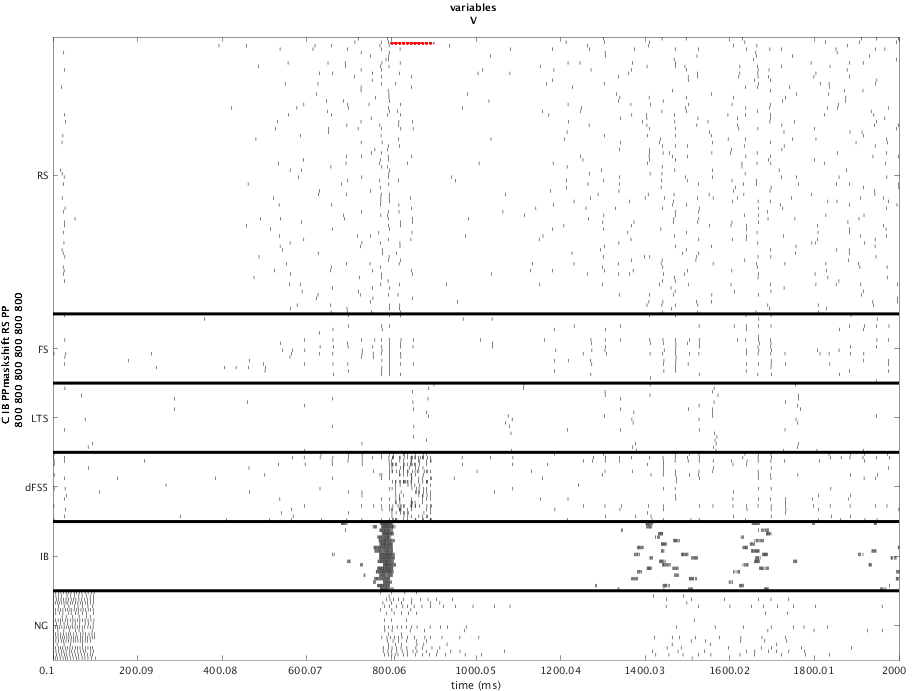 variables
V
RS
FS
LTS
dFS5
IB
NG
C IB PPmaskshift RS PP
800 800 800 800 800 800
0.1 200.09 400.08 600.07 800.06 1000.05 1200.04 1400.03 1600.02 1800.01 2000
time (ms)